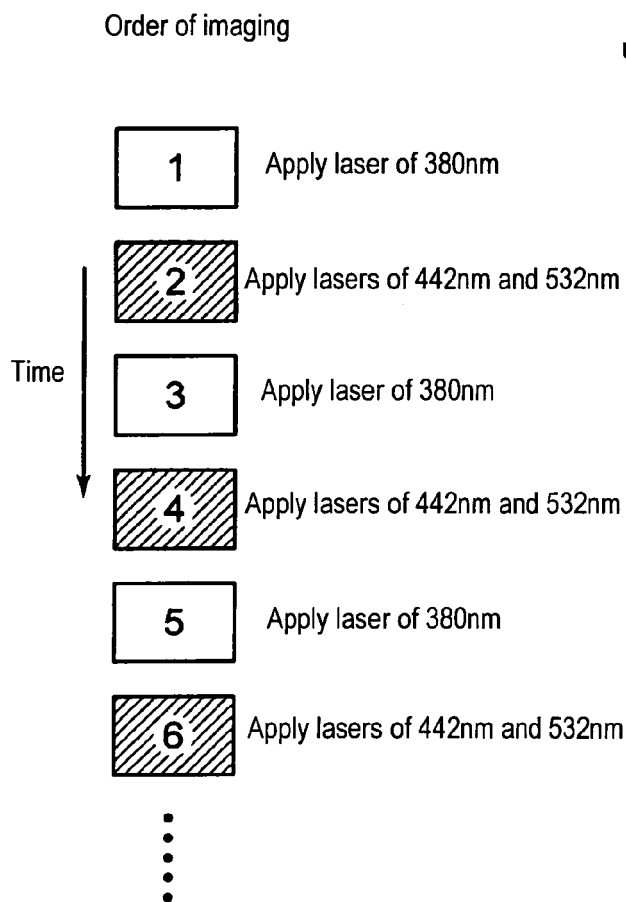 Order of imaging
1 Apply laser of 380nm
2 Apply lasers of 442nm and 532nm
Time
3 Apply laser of 380nm
4 Apply lasers of 442nm and 532nm
5 Apply laser of 380nm
6 Apply lasers of 442nm and 532nm